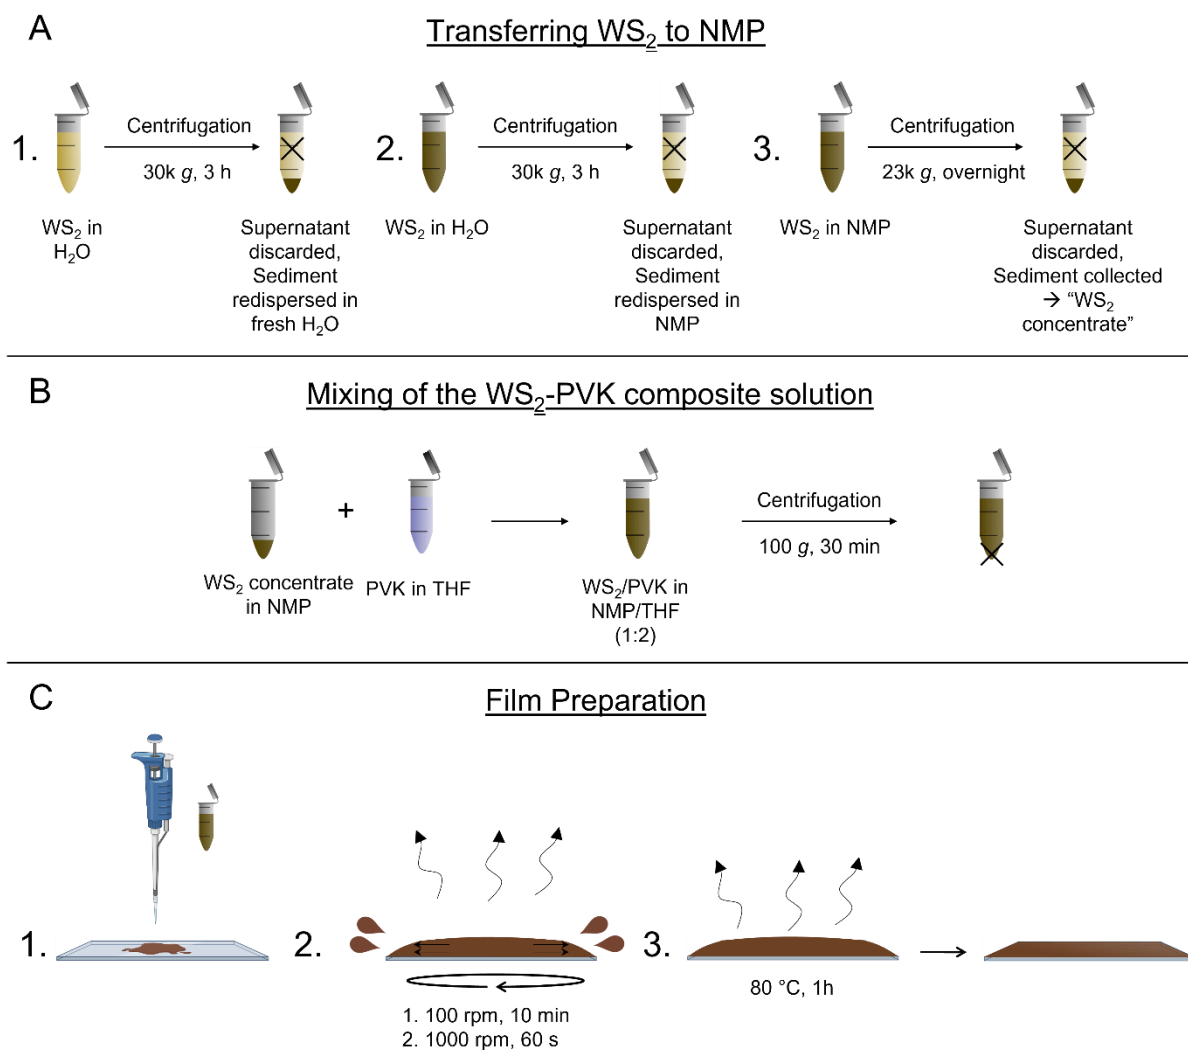 A
Transferring WS₂ to NMP
1.
Centrifugation
30k g, 3 h
WS₂ in
H₂O
Supernatant
discarded,
Sediment
redispersed in
fresh H₂O
2.
Centrifugation
30k g, 3 h
WS₂ in H₂O
Supernatant
discarded,
Sediment
redispersed in
NMP
3.
Centrifugation
23k g, overnight
WS₂ in NMP
Supernatant
discarded,
Sediment collected
→ “WS₂
concentrate”
B
Mixing of the WS₂-PVK composite solution
+
WS₂ concentrate
in NMP
PVK in THF
WS₂/PVK in
NMP/THF
(1:2)
Centrifugation
100 g, 30 min
C
Film Preparation
1.
2.
1. 100 rpm, 10 min
2. 1000 rpm, 60 s
3.
80 °C, 1h